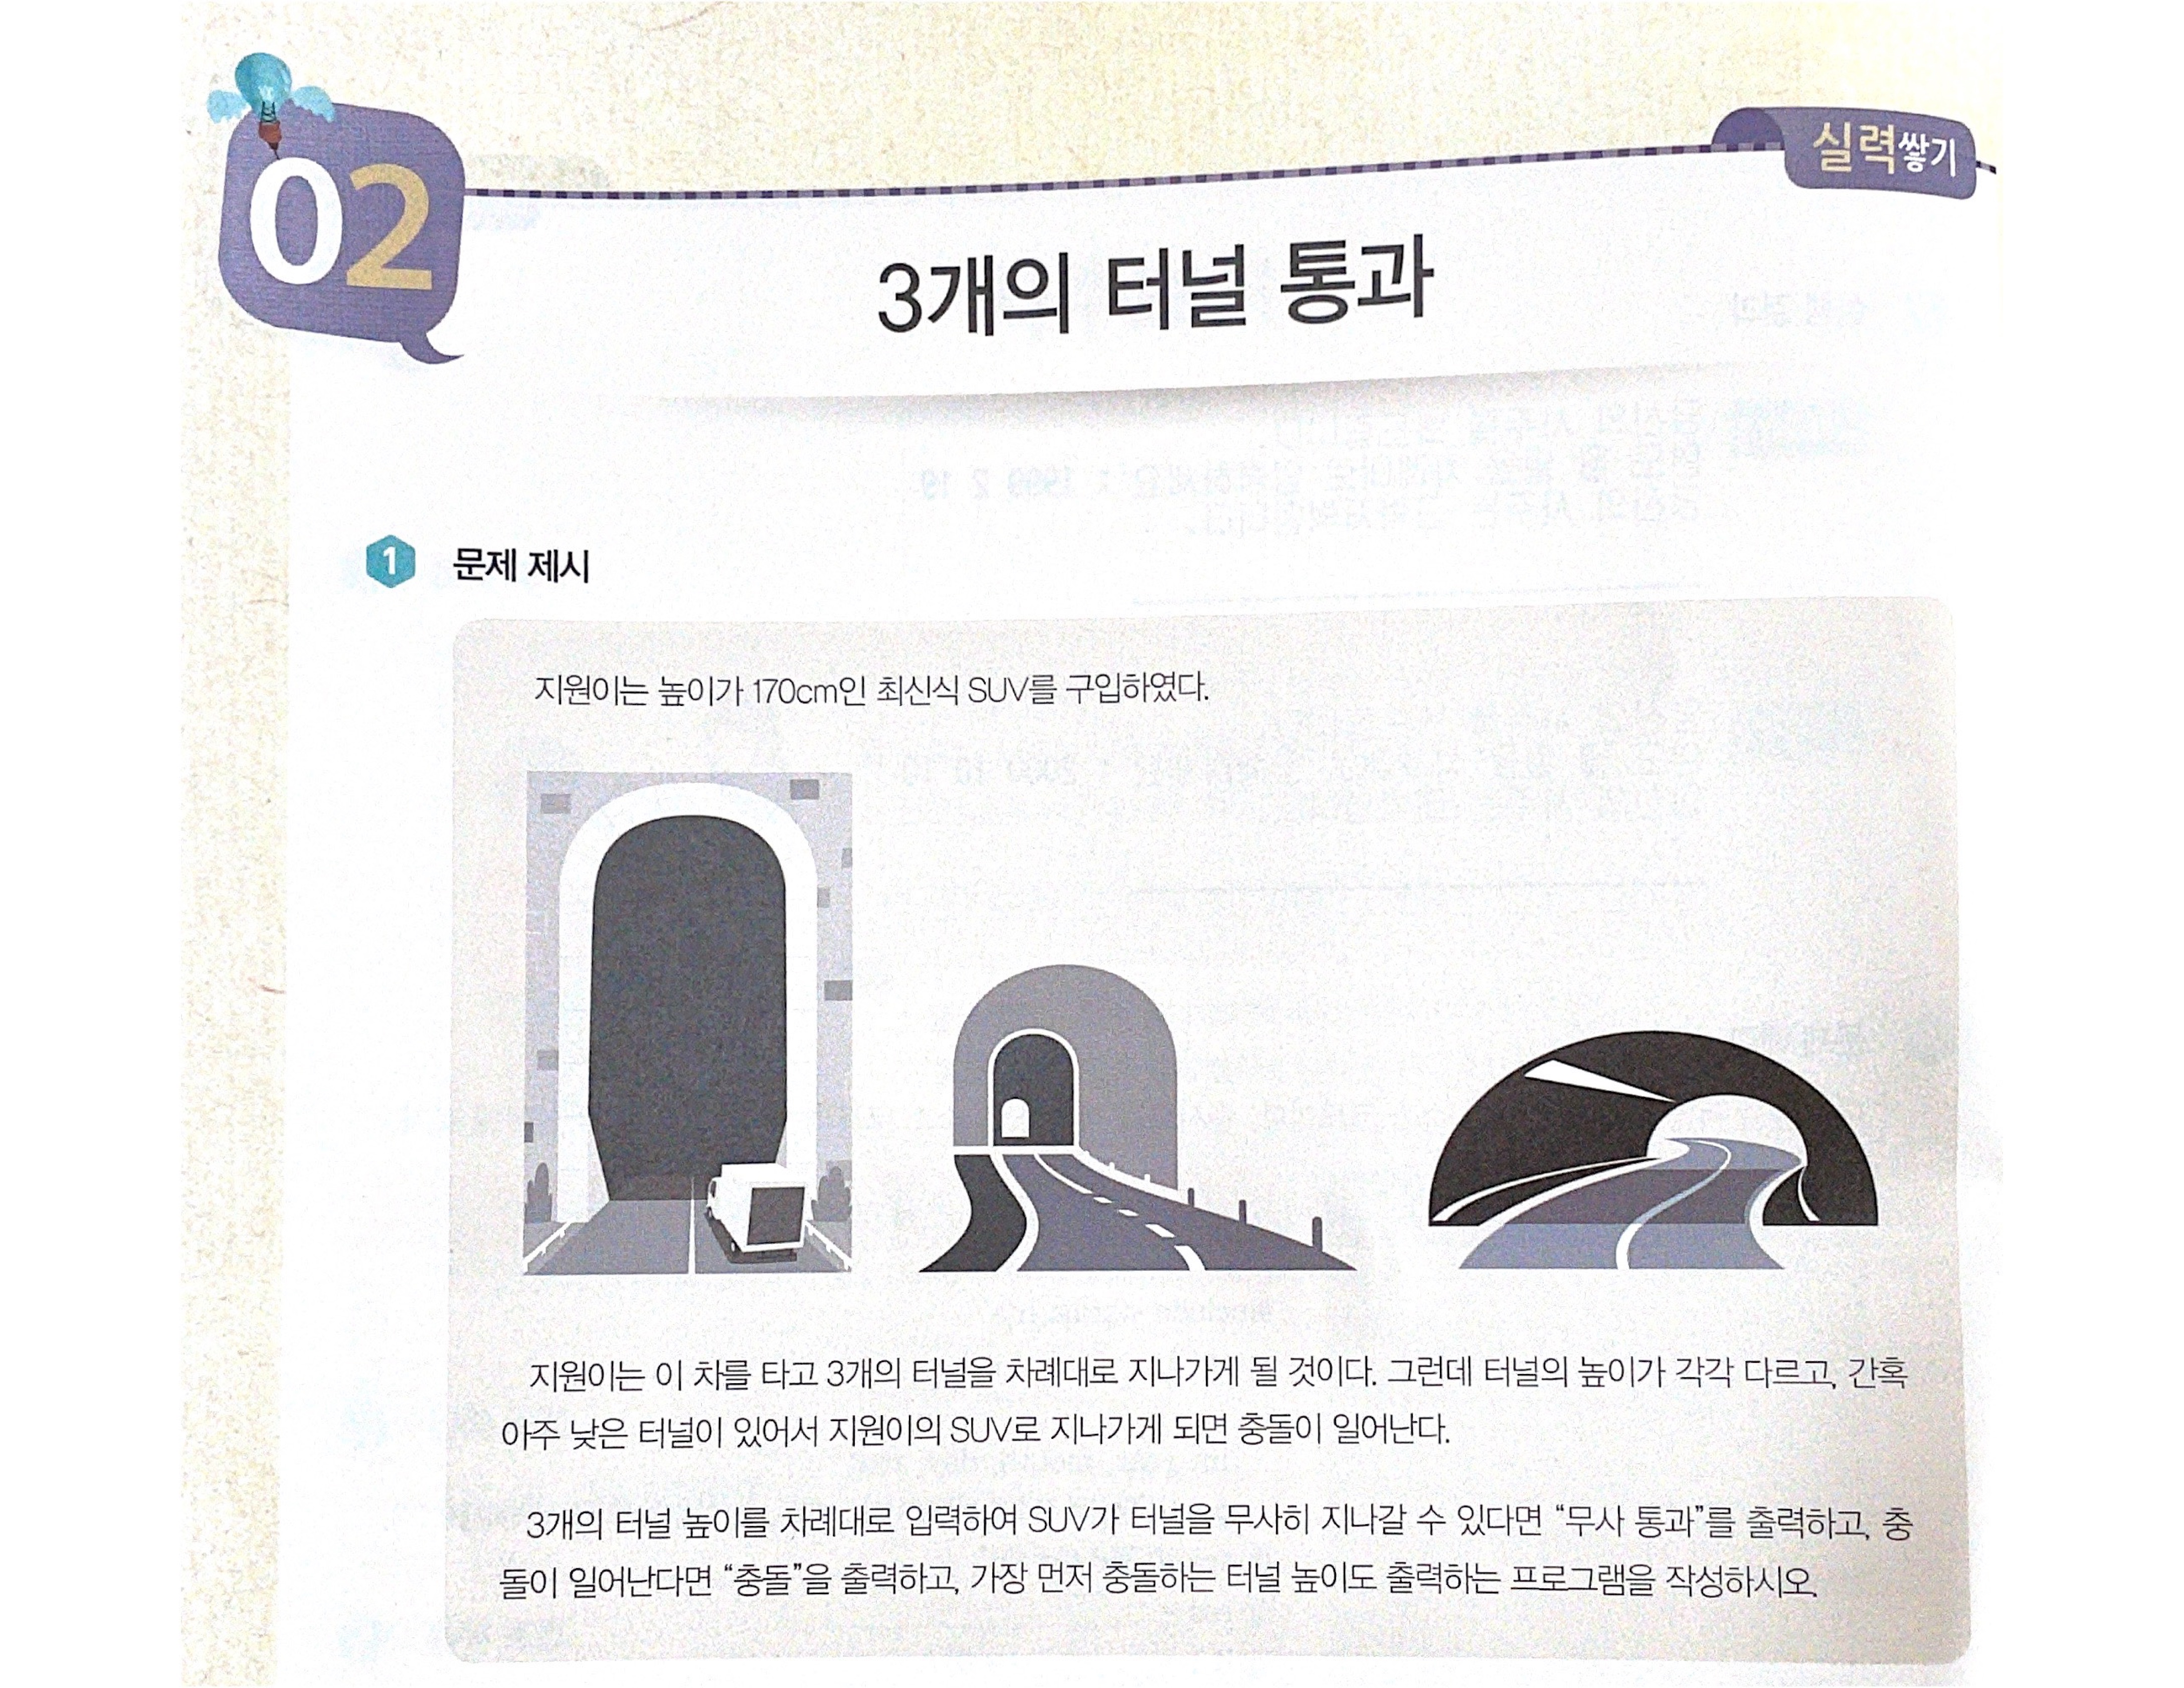 02
실력쌓기
3개의 터널 통과
1 문제 제시
지원이는 높이가 170cm인 최신식 SUV를 구입하였다.
지원이는 이 차를 타고 3개의 터널을 차례대로 지나가게 될 것이다. 그런데 터널의 높이가 각각 다르고, 간혹
아주 낮은 터널이 있어서 지원이의 SUV로 지나가게 되면 충돌이 일어난다.
3개의 터널 높이를 차례대로 입력하여 SUV가 터널을 무사히 지나갈 수 있다면 “무사 통과”를 출력하고, 충
돌이 일어난다면 “충돌”을 출력하고, 가장 먼저 충돌하는 터널 높이도 출력하는 프로그램을 작성하시오.